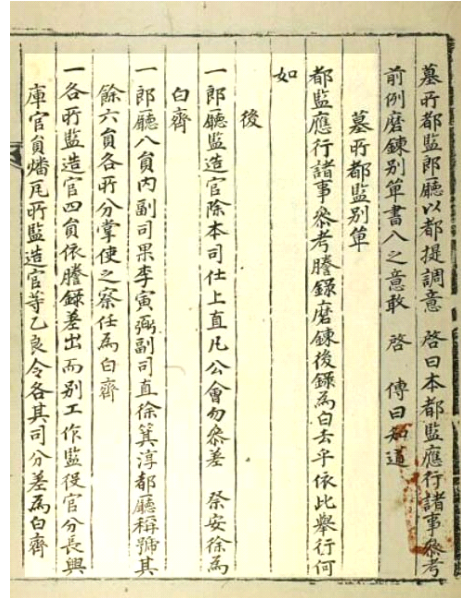 墓所都監郎廳以都提調意 啓曰本都監應行諸事參考
前例磨鍊別單書入之意敢 啓 傳曰知道
墓所都監別單
都監應行諸事參考謄錄磨鍊後錄爲白去乎依此擧行何
如
後
一郎廳監造官除本司仕上直凡公會勿參差 祭安徐爲
白齊
一郎廳八員內副司果李寅弼副司直徐箕淳都廳稱號其
餘六員各所分掌使之察任爲白齊
一各所監造官四員依謄錄差出而別工作監役官分長興
庫官員燔瓦所監造官等乙良令各其司分差爲白齊